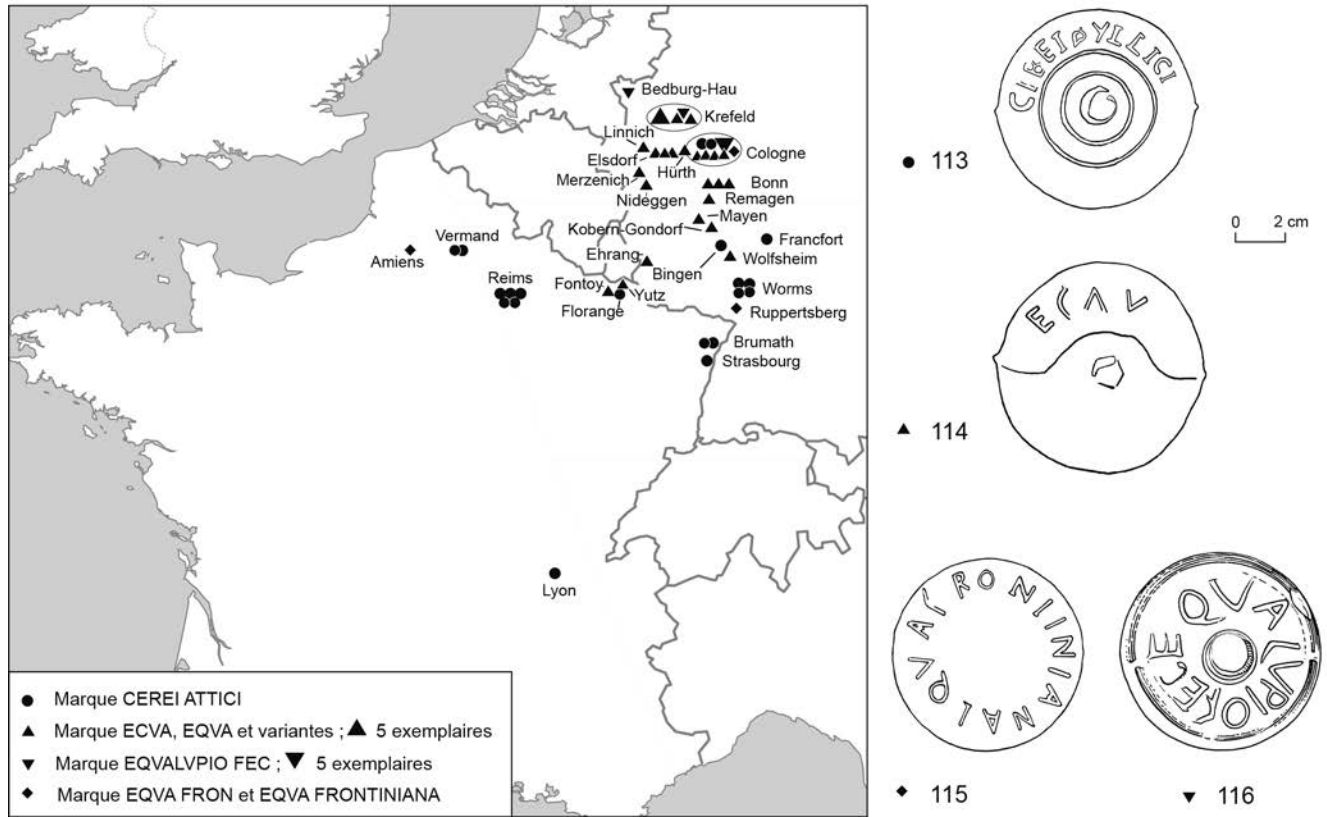 Bedburg-Hau
Krefeld
Linnich
Elsdorf
Cologne
Hürth
Merzenich
Bonn
Nideggen
Remagen
Mayen
Kobern-Gondorf
Francfort
Vermand
Amiens
Ehrang
Bingen
Wolfsheim
Reims
Fontoy
Yutz
Worms
Florange
Ruppertsberg
Brumath
Strasbourg
Lyon
Marque CEREI ATTICI
Marque ECVA, EQVA et variantes ; 5 exemplaires
Marque EQVALVPIO FEC ; 5 exemplaires
Marque EQVA FRON et EQVA FRONTINIANA
113
0 2 cm
ECAV
114
115
QVALVPIOFECE
116